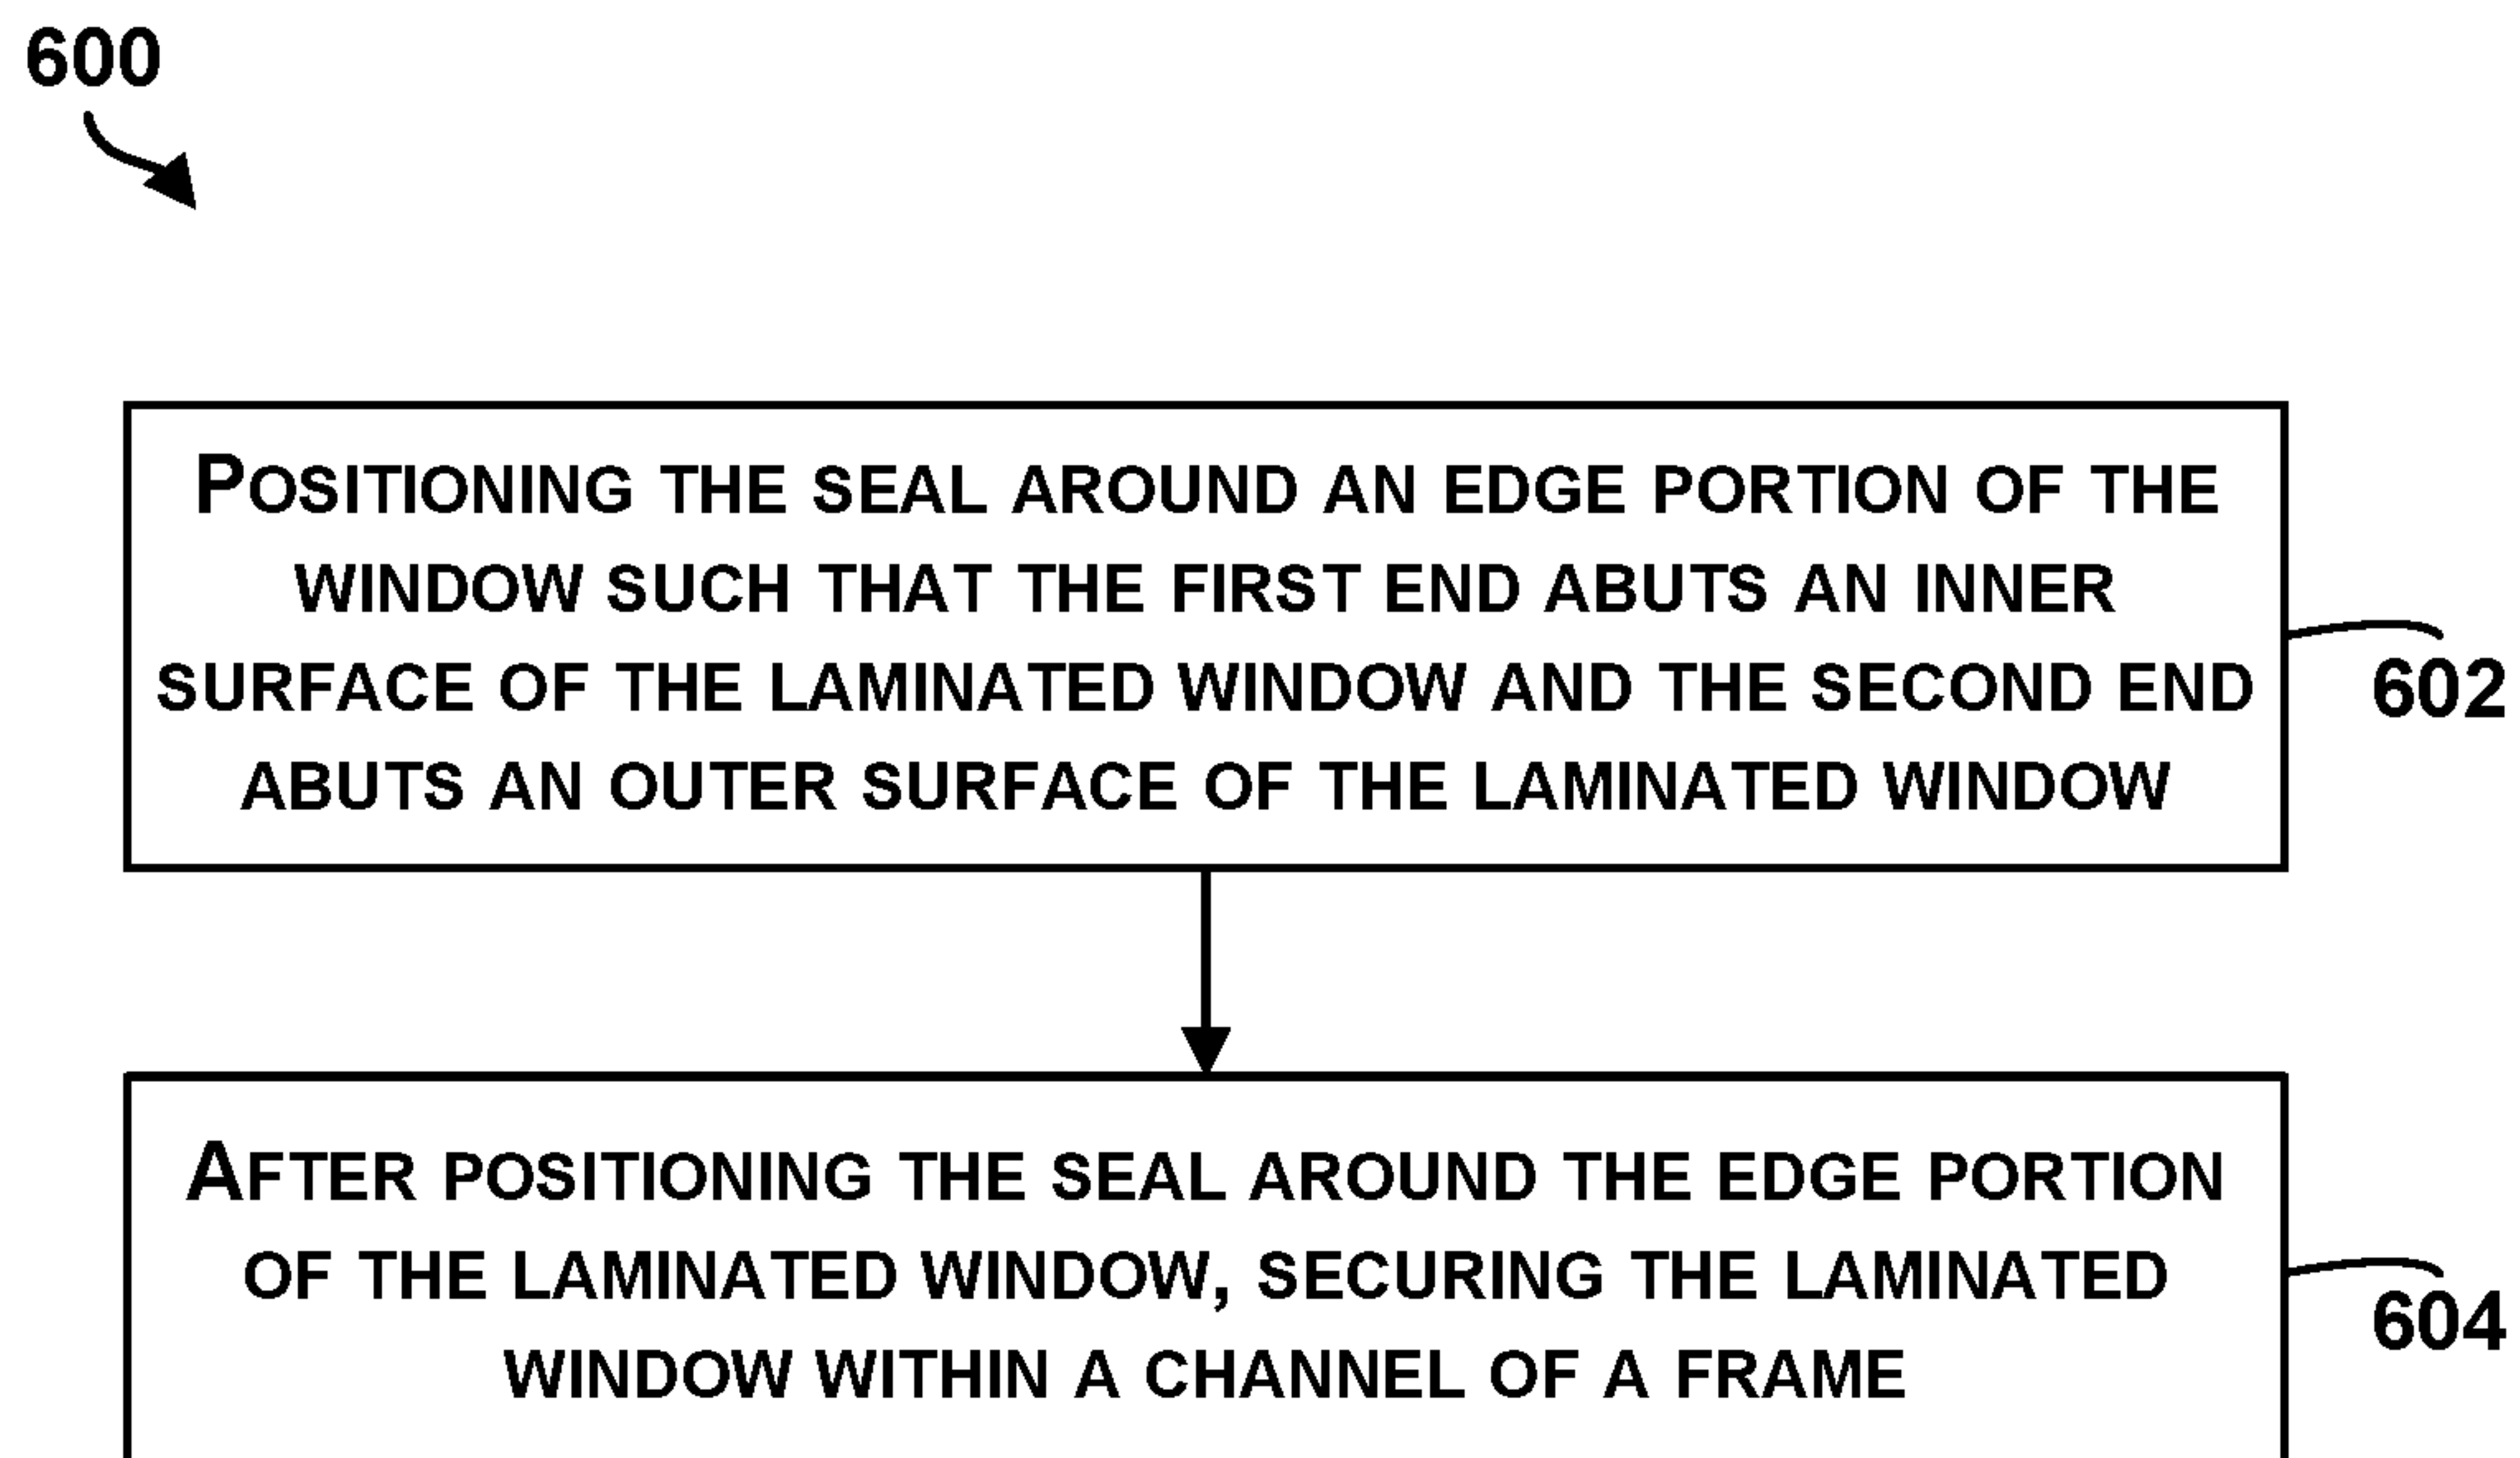 600
POSITIONING THE SEAL AROUND AN EDGE PORTION OF THE
WINDOW SUCH THAT THE FIRST END ABUTS AN INNER
SURFACE OF THE LAMINATED WINDOW AND THE SECOND END
ABUTS AN OUTER SURFACE OF THE LAMINATED WINDOW
602
AFTER POSITIONING THE SEAL AROUND THE EDGE PORTION
OF THE LAMINATED WINDOW, SECURING THE LAMINATED
WINDOW WITHIN A CHANNEL OF A FRAME
604